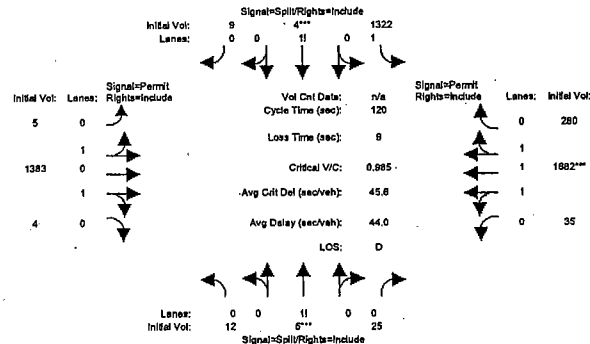 Signal=Split/Rights=Include
Initial Vol: 9 4*** 1322
Lanes: 0 0 1! 0 1
Signal=Permit
Initial Vol: Lanes: Rights=Include
Vol Cnt Date: n/a
Signal=Permit
Rights=Include Lanes: Initial Vol:
5 0
Cycle Time (sec): 120
0 280
Loss Time (sec): 9
1
1
1383 0
Critical V/C: 0.985
1 1682***
1
Avg Crit Del (sec/veh): 45.6
1
4 0
Avg Delay (sec/veh): 44.0
0 35
LOS: D
Lanes: 0 0 1! 0 0
Initial Vol: 12 6*** 25
Signal=Split/Rights=Include